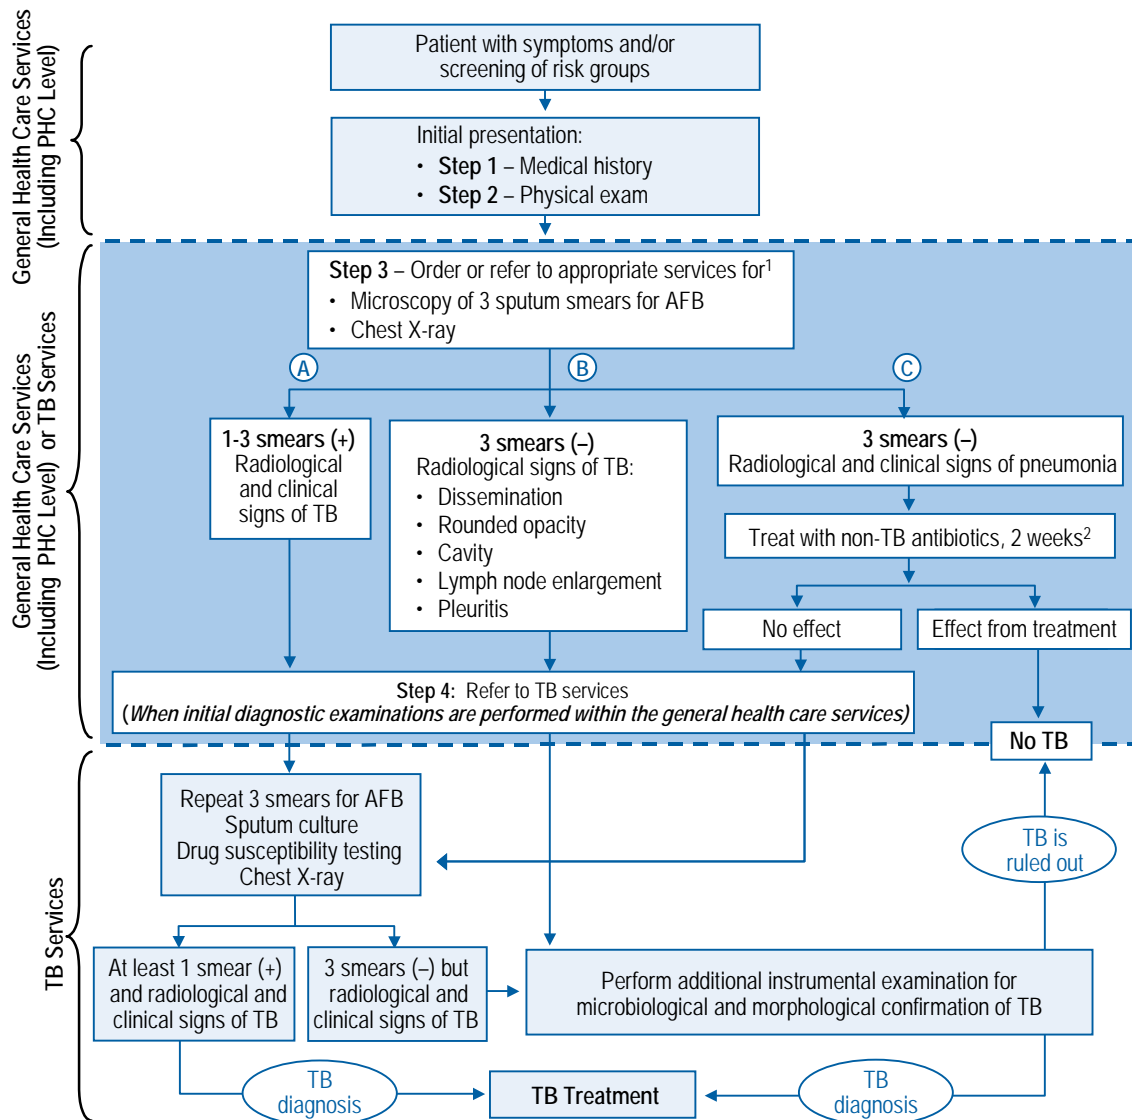 General Health Care Services
(Including PHC Level)
Patient with symptoms and/or
screening of risk groups
Initial presentation:
• Step 1 – Medical history
• Step 2 – Physical exam
General Health Care Services
(Including PHC Level) or TB Services
Step 3 – Order or refer to appropriate services for1
• Microscopy of 3 sputum smears for AFB
• Chest X-ray
A
B
C
1-3 smears (+)
Radiological
and clinical
signs of TB
3 smears (–)
Radiological signs of TB:
• Dissemination
• Rounded opacity
• Cavity
• Lymph node enlargement
• Pleuritis
3 smears (–)
Radiological and clinical signs of pneumonia
Treat with non-TB antibiotics, 2 weeks2
No effect
Effect from treatment
Step 4: Refer to TB services
(When initial diagnostic examinations are performed within the general health care services)
No TB
TB Services
Repeat 3 smears for AFB
Sputum culture
Drug susceptibility testing
Chest X-ray
TB is
ruled out
At least 1 smear (+)
and radiological and
clinical signs of TB
3 smears (–) but
radiological and
clinical signs of TB
Perform additional instrumental examination for
microbiological and morphological confirmation of TB
TB
diagnosis
TB Treatment
TB
diagnosis